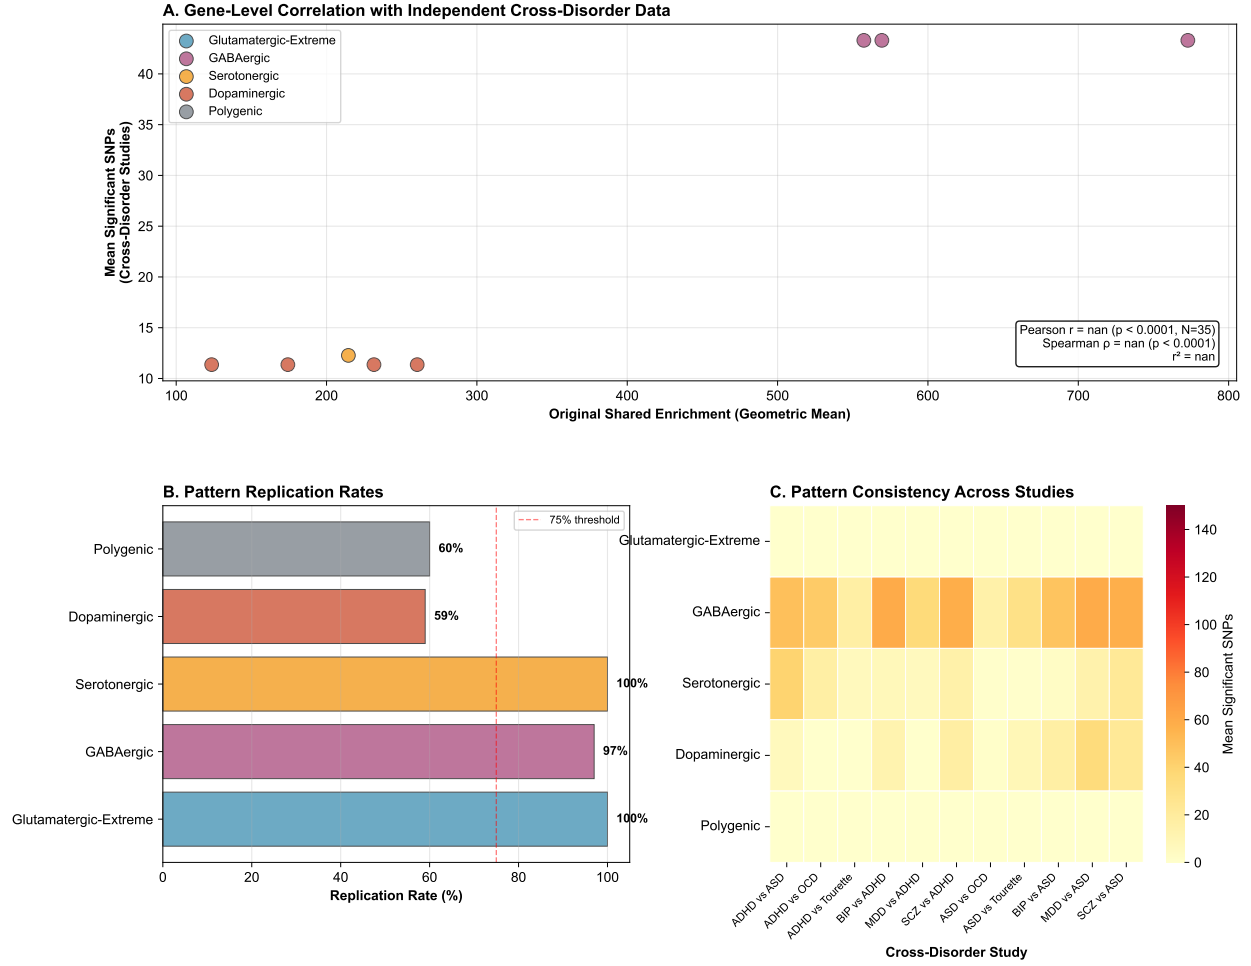 A. Gene-Level Correlation with Independent Cross-Disorder Data
Glutamatergic-Extreme
GABAergic
Serotonergic
Dopaminergic
Polygenic
Mean Significant SNPs
(Cross-Disorder Studies)
40
35
30
25
20
15
10
Pearson r = nan (p < 0.0001, N=35)
Spearman ρ = nan (p < 0.0001)
r² = nan
100 200 300 400 500 600 700 800
Original Shared Enrichment (Geometric Mean)
B. Pattern Replication Rates
75% threshold
Polygenic 60%
Dopaminergic 59%
Serotonergic 100%
GABAergic 97%
Glutamatergic-Extreme 100%
0 20 40 60 80 100
Replication Rate (%)
C. Pattern Consistency Across Studies
Glutamatergic-Extreme
GABAergic
Serotonergic
Dopaminergic
Polygenic
ADHD vs ASD
ADHD vs OCD
ADHD vs Tourette
BIP vs ADHD
MDD vs ADHD
SCZ vs ADHD
ASD vs OCD
ASD vs Tourette
BIP vs ASD
MDD vs ASD
SCZ vs ASD
Cross-Disorder Study
140
120
100
80
60
40
20
0
Mean Significant SNPs